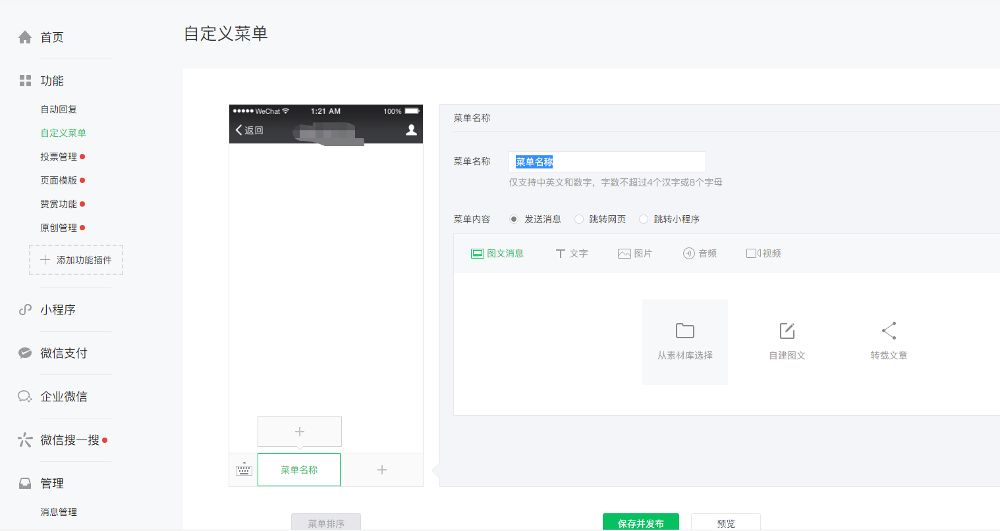 首页
功能
自动回复
自定义菜单
投票管理
页面模版
赞赏功能
原创管理
添加功能插件
小程序
微信支付
企业微信
微信搜一搜
管理
消息管理
自定义菜单
WeChat 1:21 AM 100%
返回
菜单名称
菜单排序
菜单名称
菜单名称 菜单名称
仅支持中英文和数字，字数不超过4个汉字或8个字母
菜单内容 发送消息 跳转网页 跳转小程序
图文消息 文字 图片 音频 视频
从素材库选择 自建图文 转载文章
保存并发布 预览